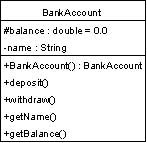 BankAccount
#balance : double = 0.0
-name : String
+BankAccount() : BankAccount
+deposit()
+withdraw()
+getName()
+getBalance()